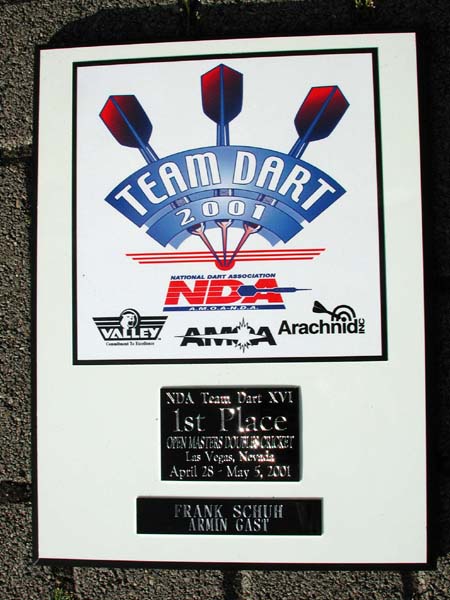 TEAM DART
2001
NATIONAL DART ASSOCIATION
NDA
A.M.O.A-N.D.A.
VALLEY
Commitment To Excellence
AMOA
Arachnid INC
NDA Team Dart XVI
1st Place
OPEN MASTERS DOUBLES CRICKET
Las Vegas, Nevada
April 28 - May 5, 2001
FRANK SCHUH
ARMIN GAST